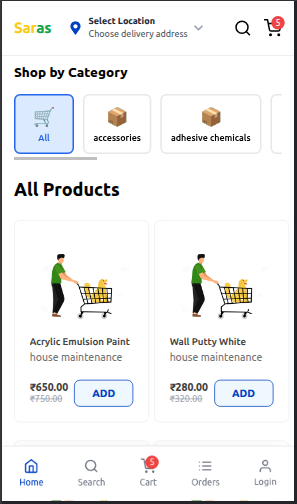 Saras
Select Location
Choose delivery address
5
Shop by Category
All
accessories
adhesive chemicals
All Products
Acrylic Emulsion Paint
house maintenance
₹650.00
₹750.00
ADD
Wall Putty White
house maintenance
₹280.00
₹320.00
ADD
Home
Search
5
Cart
Orders
Login